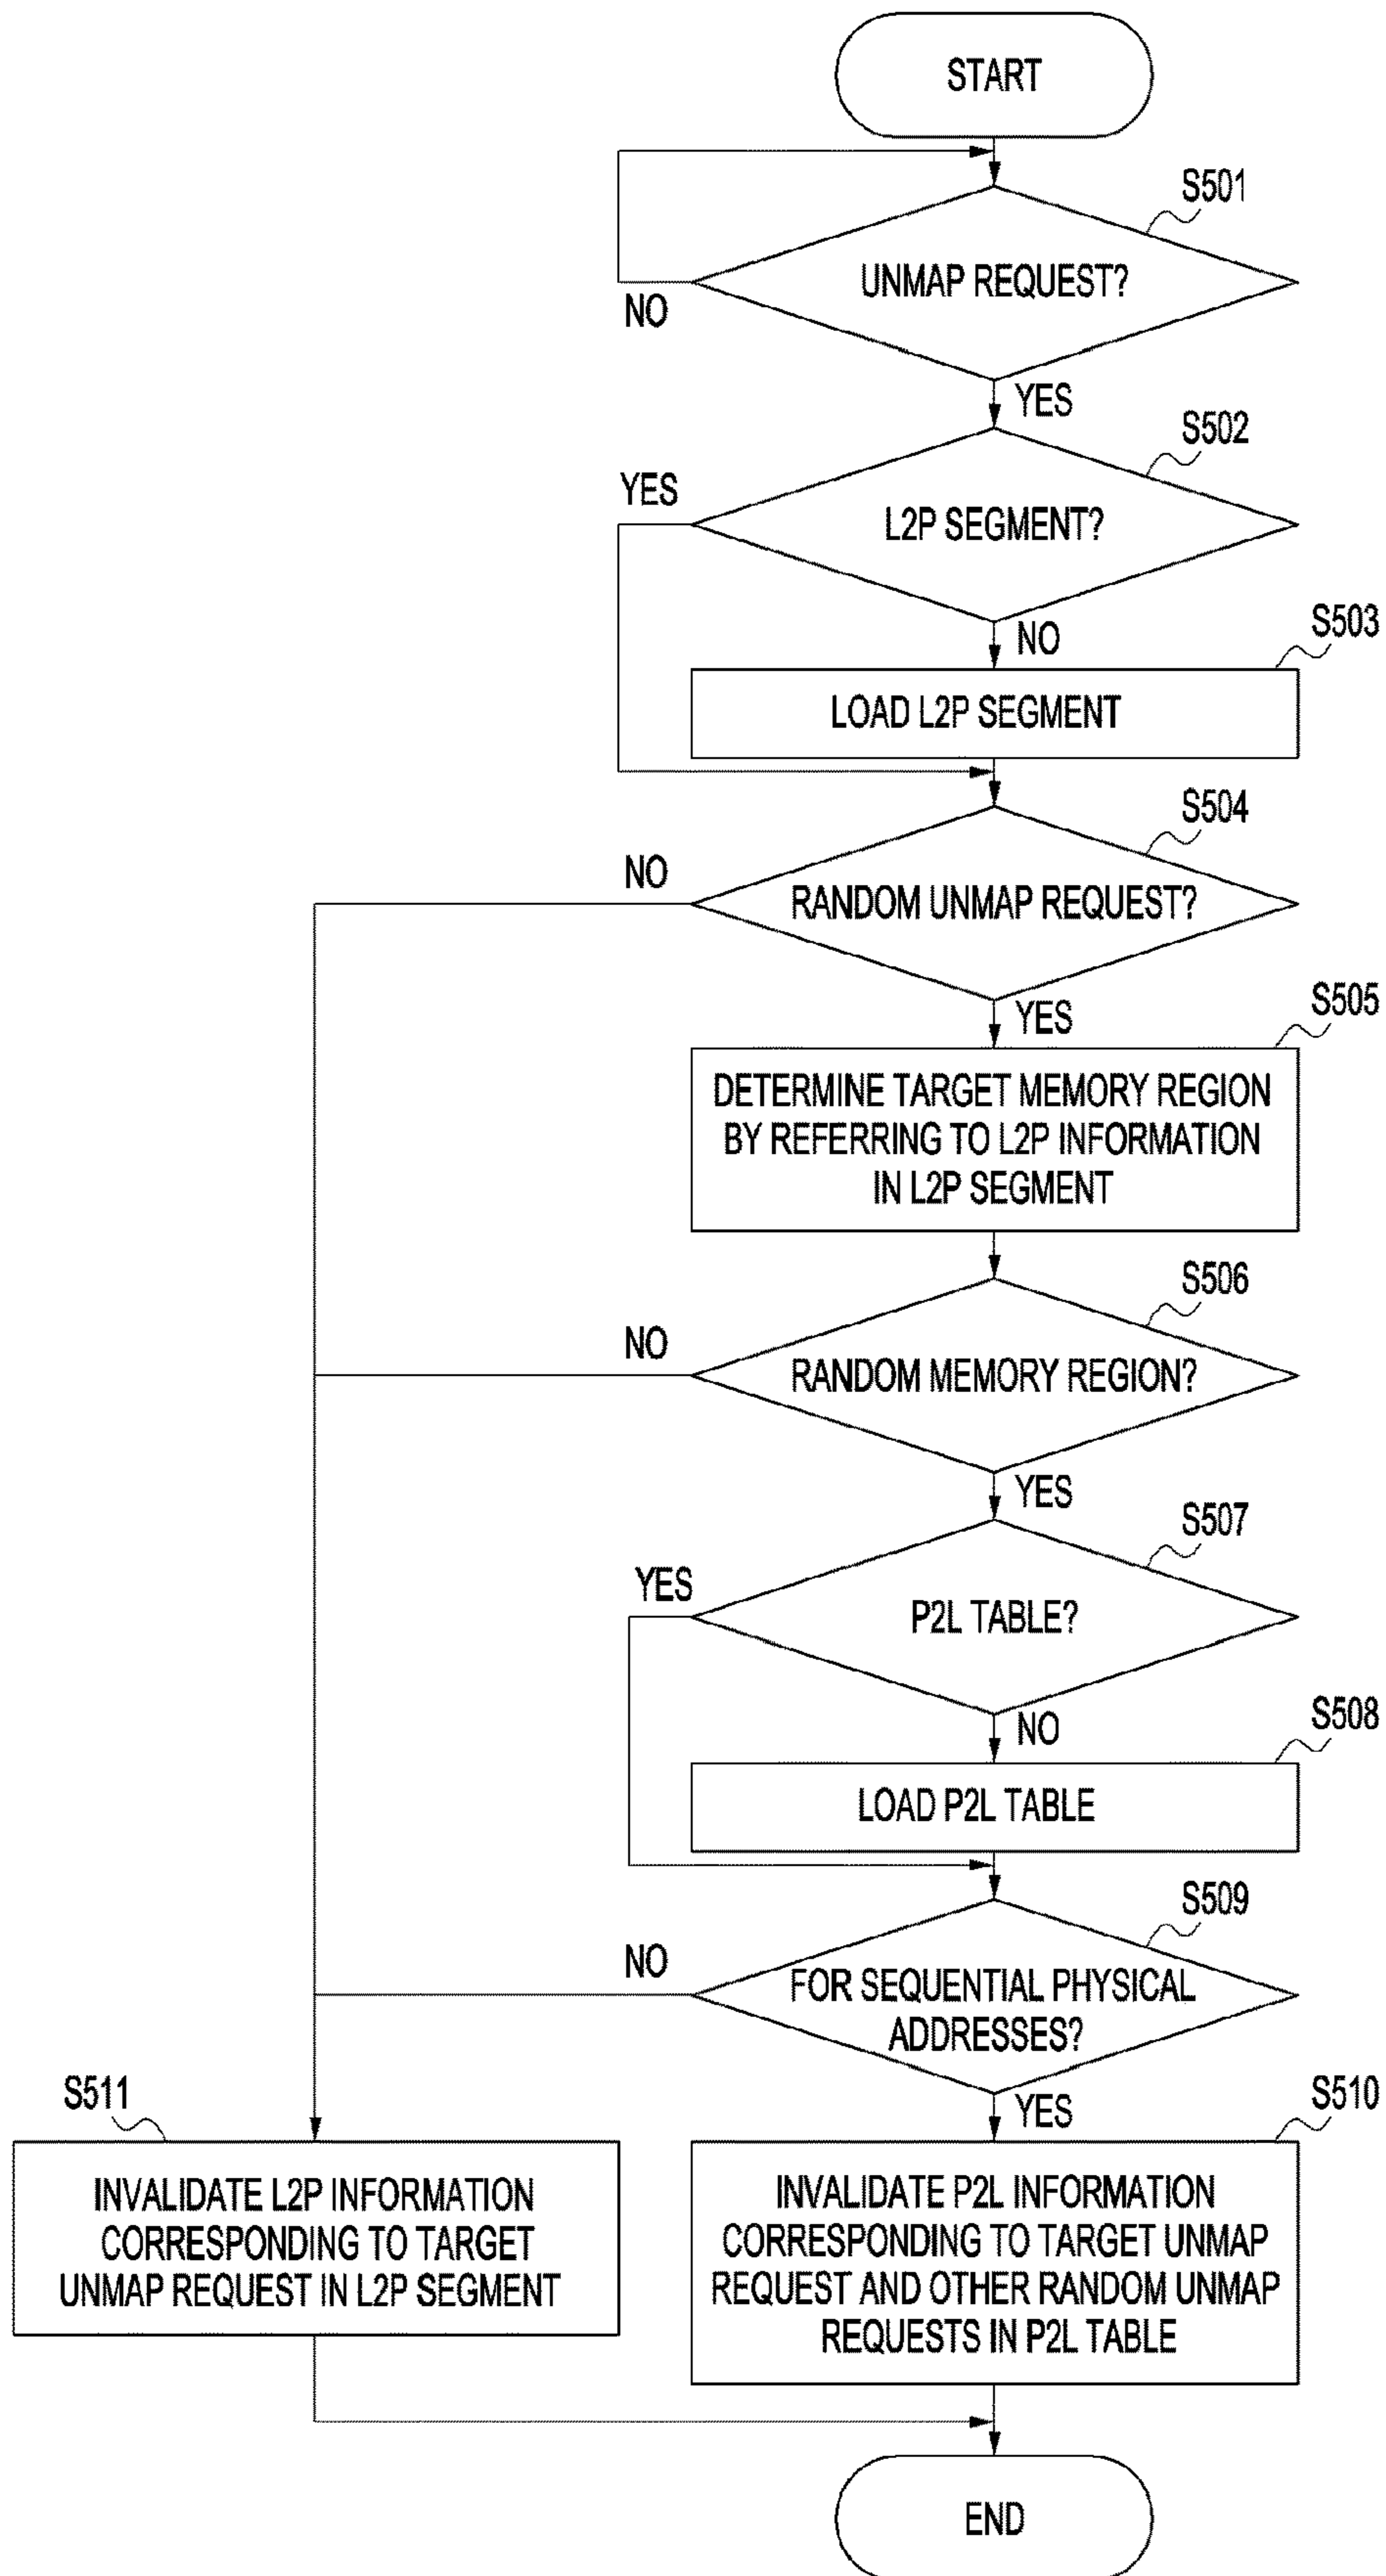 START
S501
UNMAP REQUEST?
NO
YES
S502
YES
L2P SEGMENT?
NO
S503
LOAD L2P SEGMENT
S504
NO
RANDOM UNMAP REQUEST?
YES
S505
DETERMINE TARGET MEMORY REGION
BY REFERRING TO L2P INFORMATION
IN L2P SEGMENT
S506
NO
RANDOM MEMORY REGION?
YES
S507
YES
P2L TABLE?
NO
S508
LOAD P2L TABLE
S509
NO
FOR SEQUENTIAL PHYSICAL
ADDRESSES?
YES
S511
INVALIDATE L2P INFORMATION
CORRESPONDING TO TARGET
UNMAP REQUEST IN L2P SEGMENT
S510
INVALIDATE P2L INFORMATION
CORRESPONDING TO TARGET UNMAP
REQUEST AND OTHER RANDOM UNMAP
REQUESTS IN P2L TABLE
END